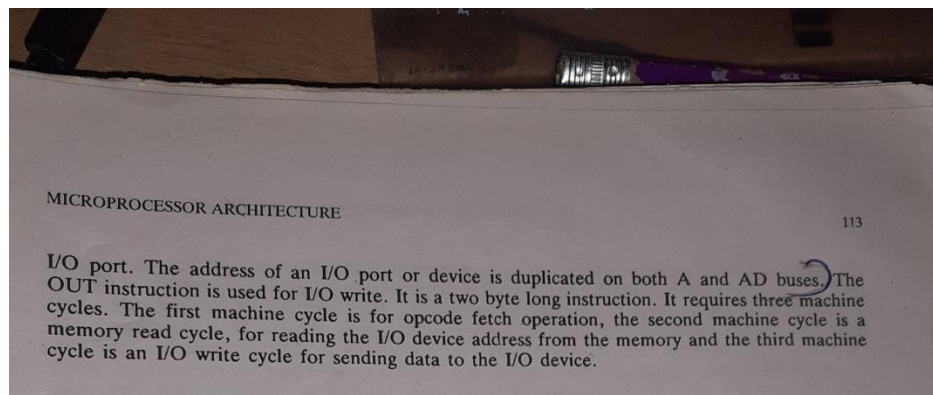 MICROPROCESSOR ARCHITECTURE
113
I/O port. The address of an I/O port or device is duplicated on both A and AD buses. The
OUT instruction is used for I/O write. It is a two byte long instruction. It requires three machine
cycles. The first machine cycle is for opcode fetch operation, the second machine cycle is a
memory read cycle, for reading the I/O device address from the memory and the third machine
cycle is an I/O write cycle for sending data to the I/O device.